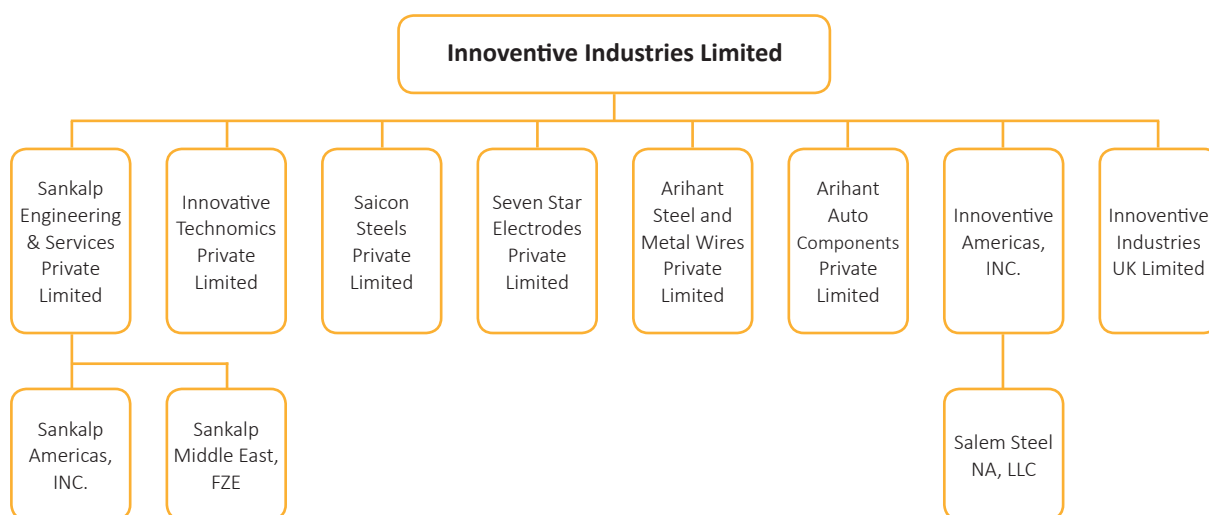 Innoventive Industries Limited
Sankalp
Engineering
& Services
Private
Limited
Innovative
Technomics
Private
Limited
Saicon
Steels
Private
Limited
Seven Star
Electrodes
Private
Limited
Arihant
Steel and
Metal Wires
Private
Limited
Arihant
Auto
Components
Private
Limited
Innoventive
Americas,
INC.
Innoventive
Industries
UK Limited
Sankalp
Americas,
INC.
Sankalp
Middle East,
FZE
Salem Steel
NA, LLC